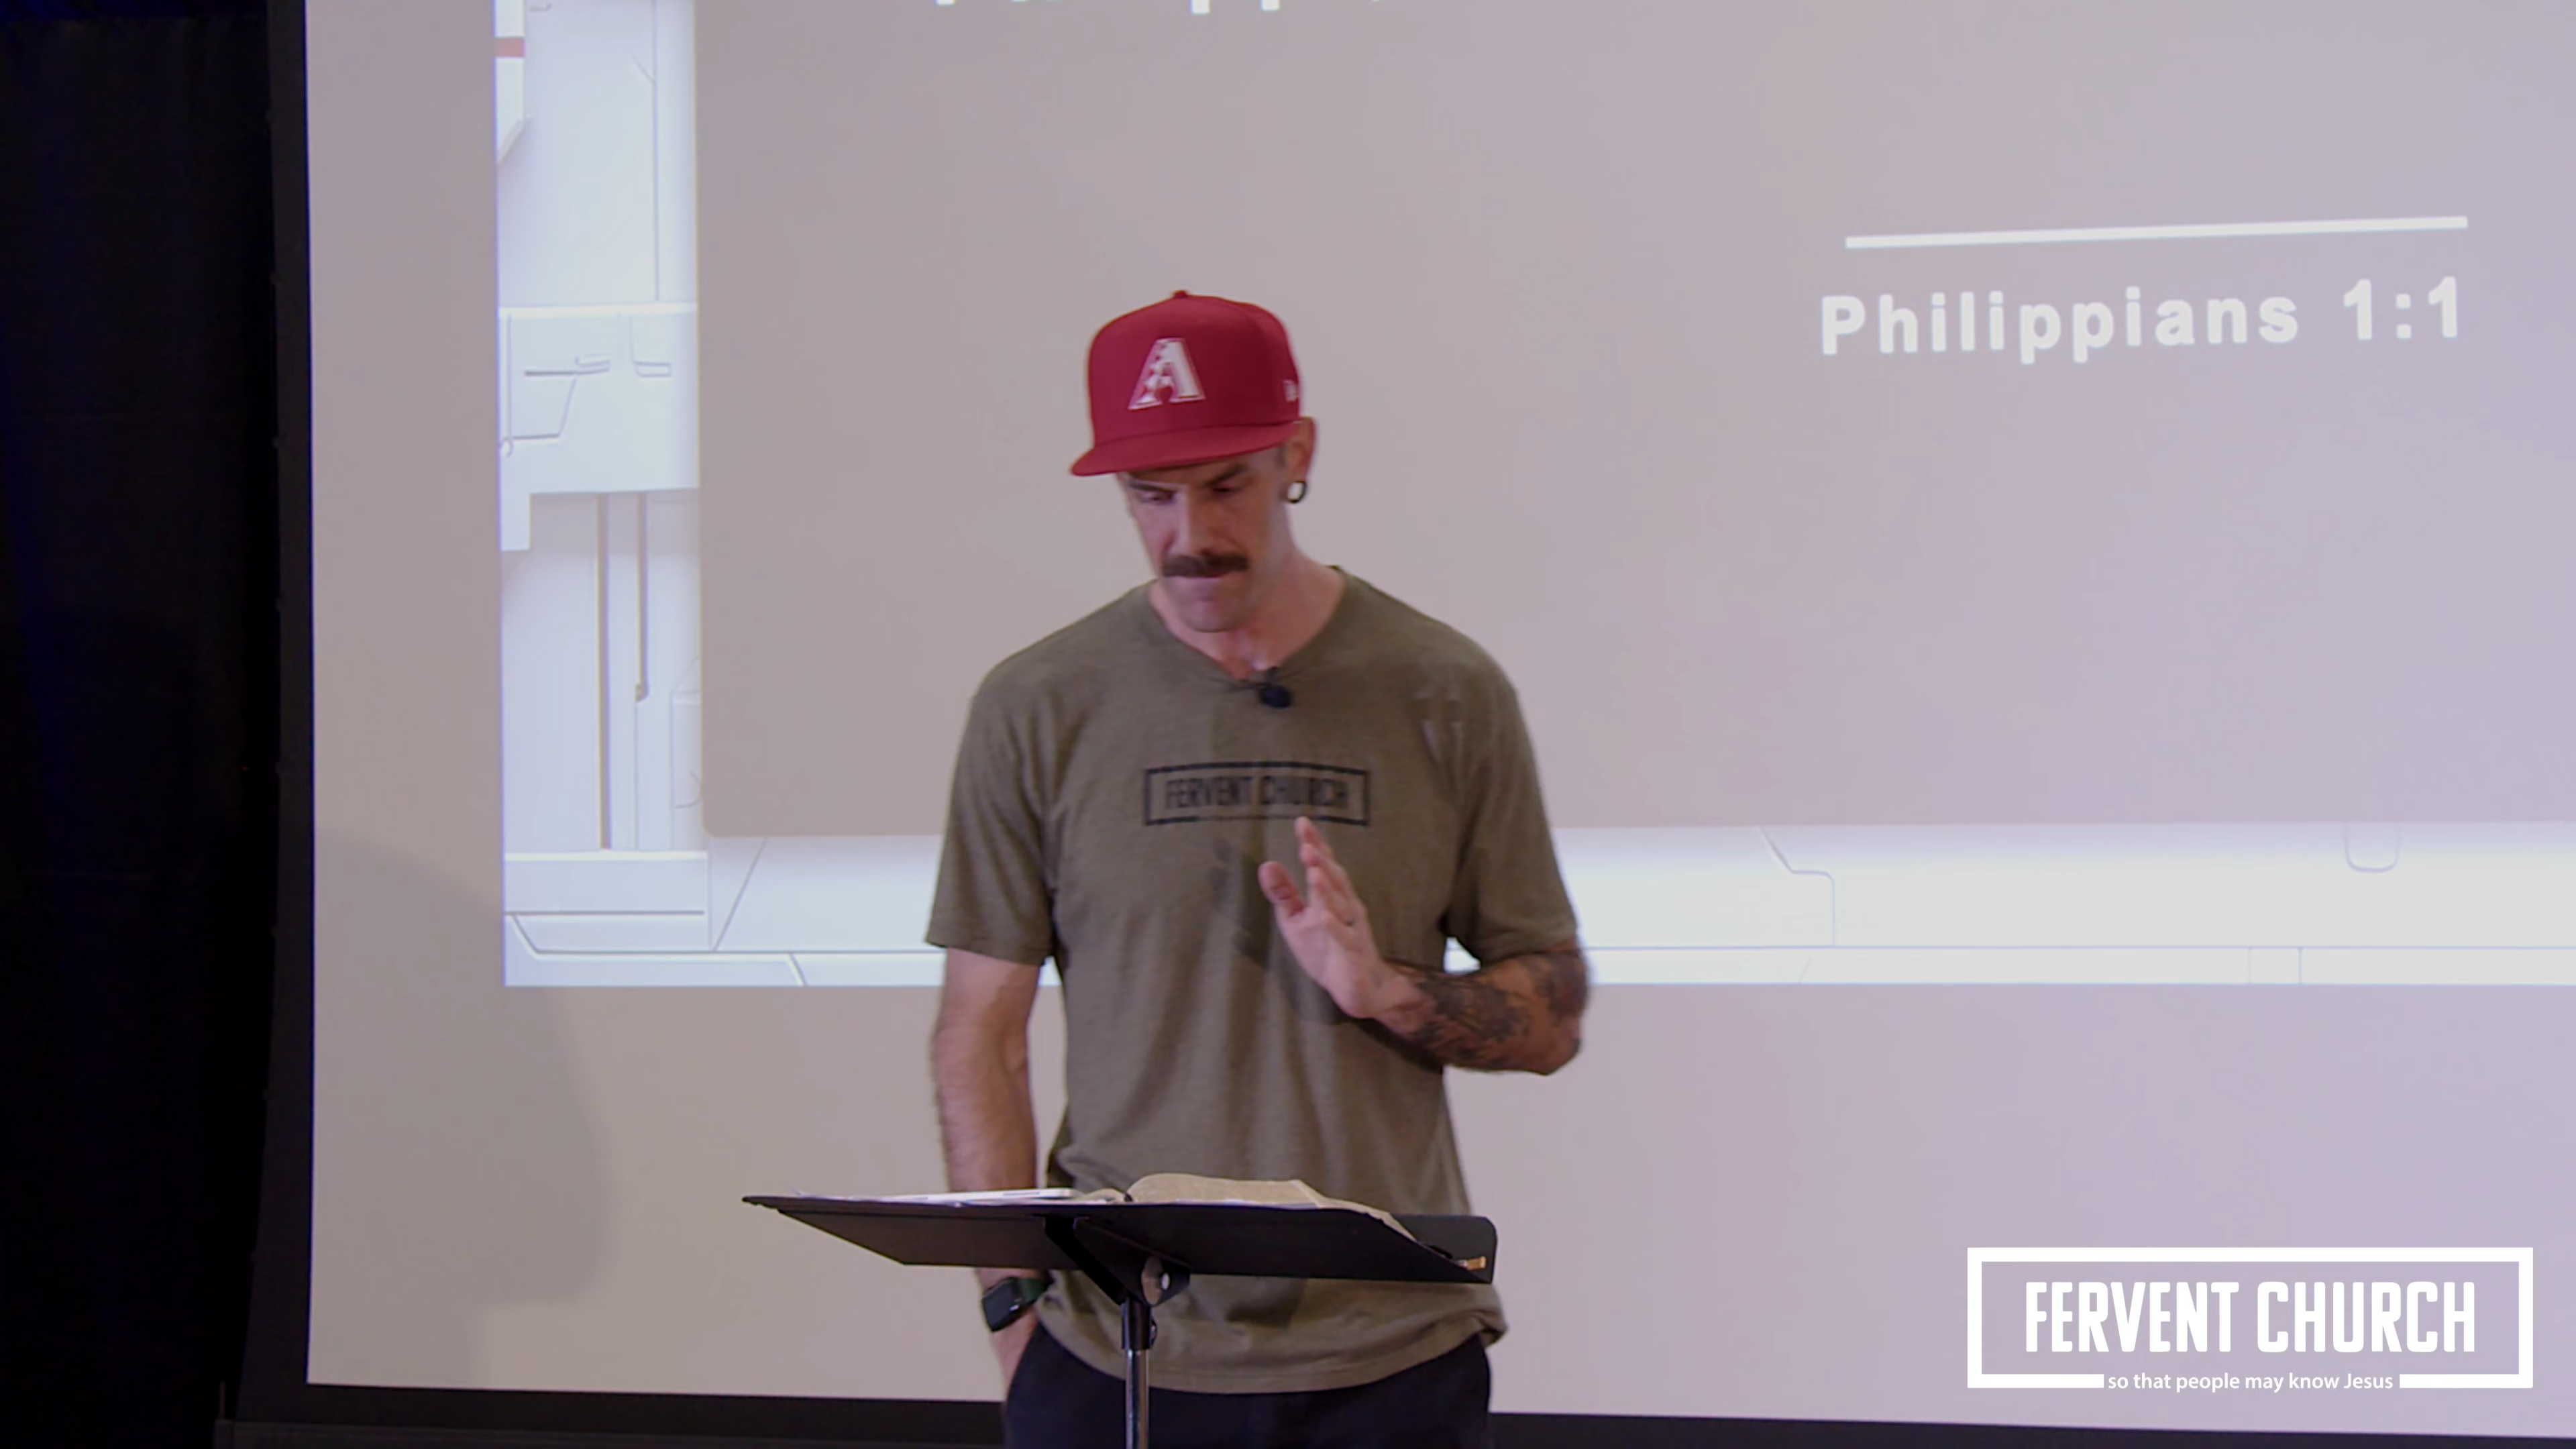 Philippians 1:1
A
FERVENT CHURCH
FERVENT CHURCH
so that people may know Jesus